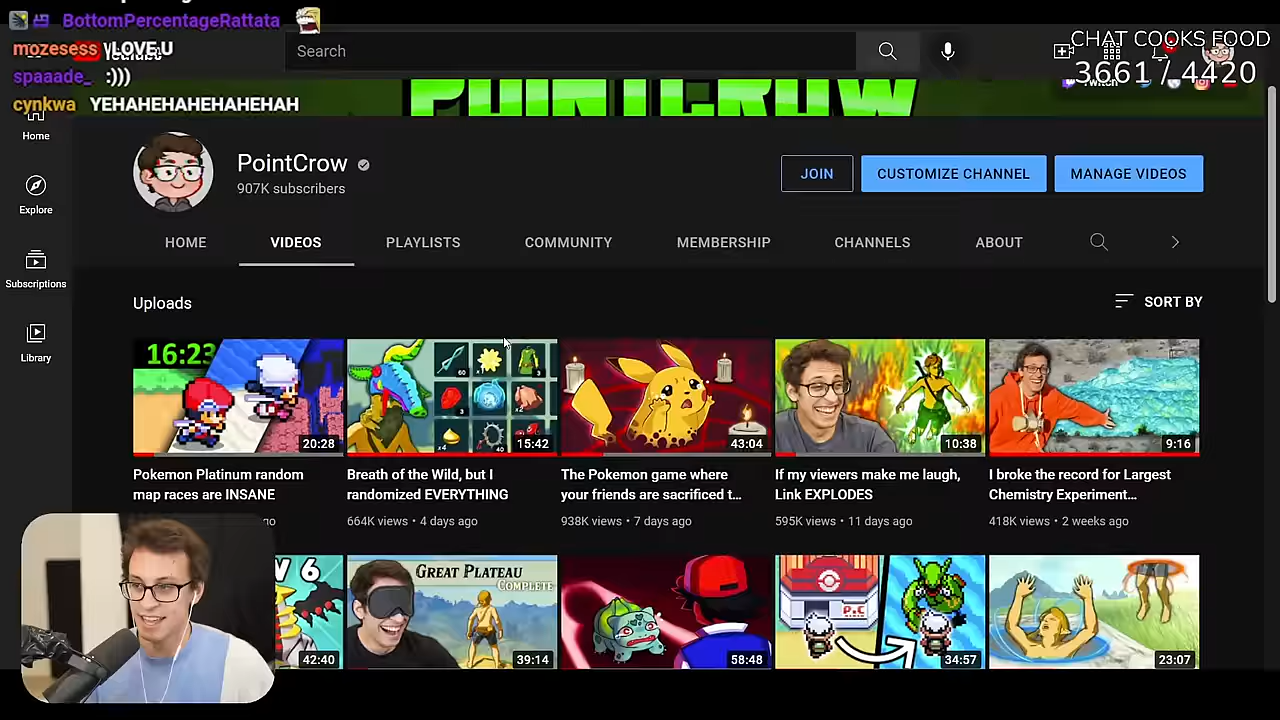 BottomPercentageRattata
mozesess LOVE U
spaaade_ :)))
cynkwa YEHAHEHAHEHAHEHAH
Search
CHAT COOKS FOOD
3661 / 4420
POINTCROW
Home
Explore
Subscriptions
Library
PointCrow
907K subscribers
JOIN
CUSTOMIZE CHANNEL
MANAGE VIDEOS
HOME
VIDEOS
PLAYLISTS
COMMUNITY
MEMBERSHIP
CHANNELS
ABOUT
Uploads
SORT BY
16:23
20:28
60
3
x4
40
15:42
43:04
10:38
9:16
Pokemon Platinum random
map races are INSANE
Breath of the Wild, but I
randomized EVERYTHING
664K views • 4 days ago
The Pokemon game where
your friends are sacrificed t...
938K views • 7 days ago
If my viewers make me laugh,
Link EXPLODES
595K views • 11 days ago
I broke the record for Largest
Chemistry Experiment...
418K views • 2 weeks ago
go
V 6
42:40
GREAT PLATEAU
COMPLETE
39:14
58:48
P.C
34:57
23:07